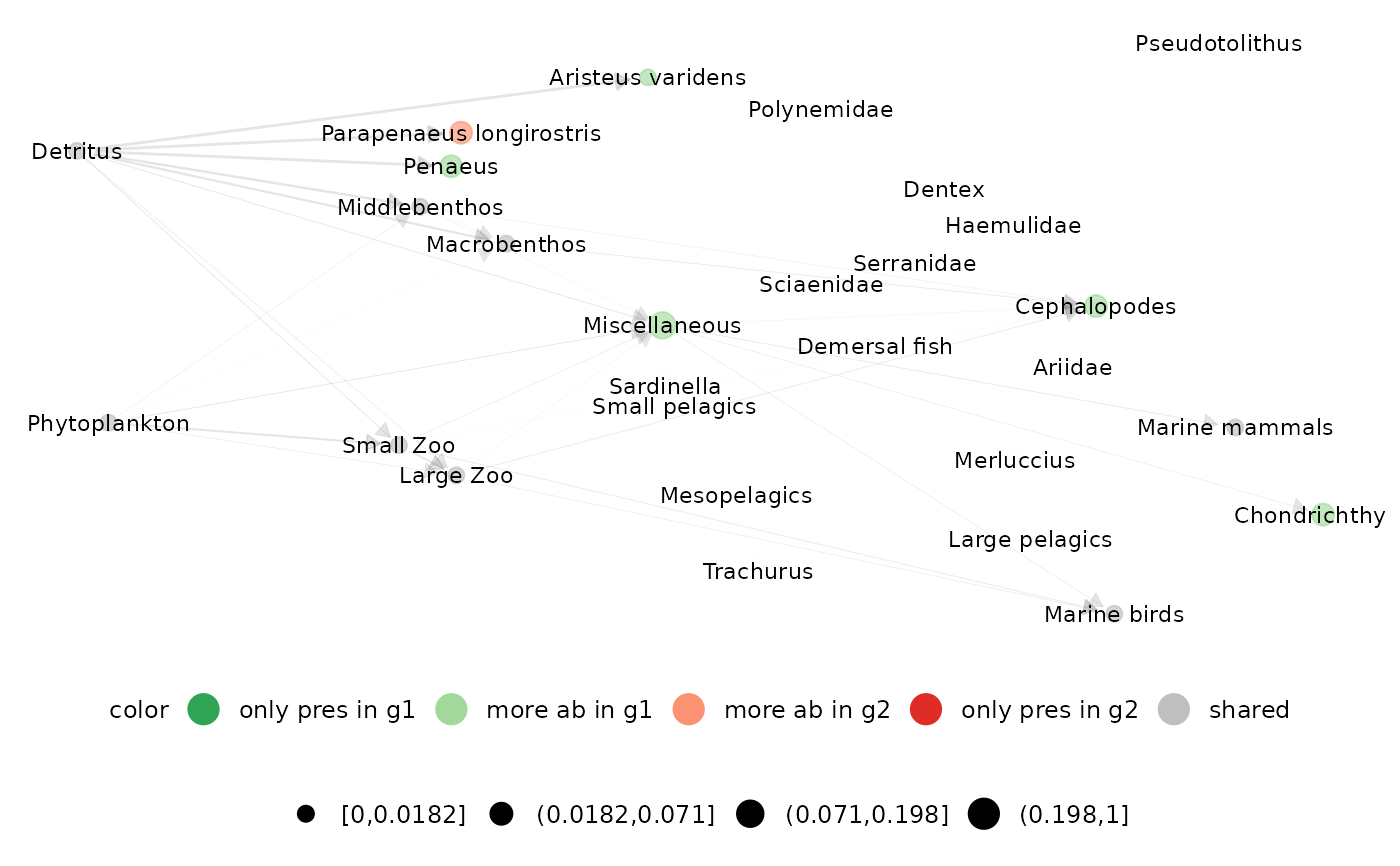 Pseudotolithus
Aristeus varidens
Polynemidae
Parapenaeus longirostris
Detritus
Penaeus
Dentex
Middlebenthos
Haemulidae
Macrobenthos
Serranidae
Sciaenidae
Cephalopodes
Miscellaneous
Demersal fish
Ariidae
Sardinella
Small pelagics
Phytoplankton
Marine mammals
Small Zoo
Merluccius
Large Zoo
Mesopelagics
Chondrichthy
Large pelagics
Trachurus
Marine birds
color only pres in g1 more ab in g1 more ab in g2 only pres in g2 shared
[0,0.0182] (0.0182,0.071] (0.071,0.198] (0.198,1]